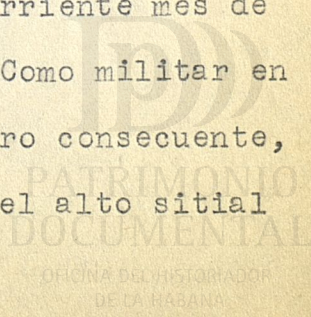 rriente mes de
Como militar en
ro consecuente,
el alto sitial
PATRIMONIO
DOCUMENTAL
OFICINA DEL HISTORIADOR
DE LA HABANA